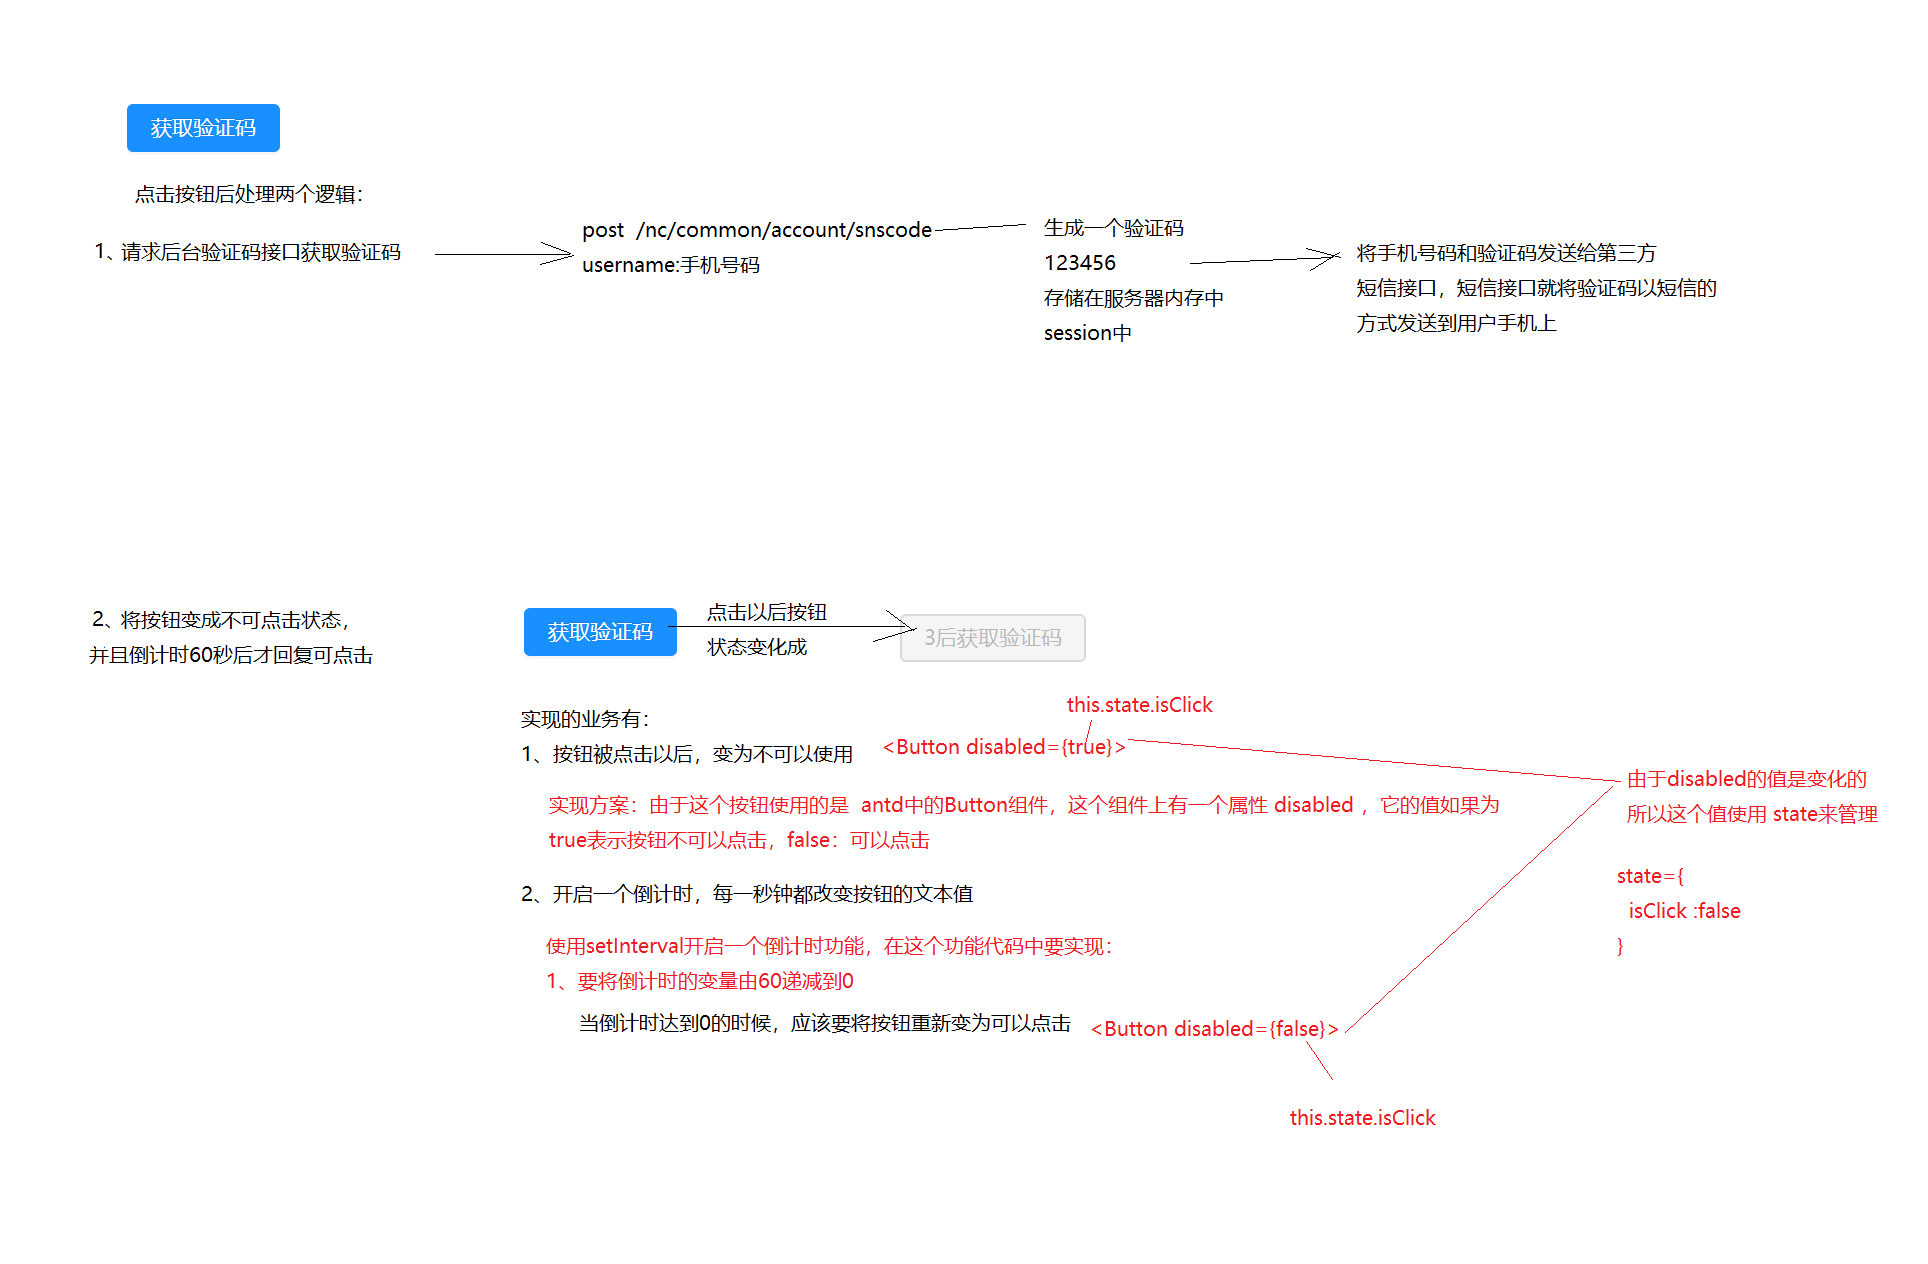 获取验证码
点击按钮后处理两个逻辑：
1、请求后台验证码接口获取验证码
post  /nc/common/account/snscode
username:手机号码
生成一个验证码
123456
存储在服务器内存中
session中
将手机号码和验证码发送给第三方
短信接口，短信接口就将验证码以短信的
方式发送到用户手机上
2、将按钮变成不可点击状态，
并且倒计时60秒后才回复可点击
获取验证码
点击以后按钮
状态变化成
3后获取验证码
实现的业务有：
1、按钮被点击以后，变为不可以使用
this.state.isClick
<Button disabled={true}>
实现方案：由于这个按钮使用的是  antd中的Button组件，这个组件上有一个属性 disabled ，它的值如果为
true表示按钮不可以点击，false：可以点击
由于disabled的值是变化的
所以这个值使用 state来管理
state={
isClick :false
}
2、开启一个倒计时，每一秒钟都改变按钮的文本值
使用setInterval开启一个倒计时功能，在这个功能代码中要实现：
1、要将倒计时的变量由60递减到0
当倒计时达到0的时候，应该要将按钮重新变为可以点击
<Button disabled={false}>
this.state.isClick